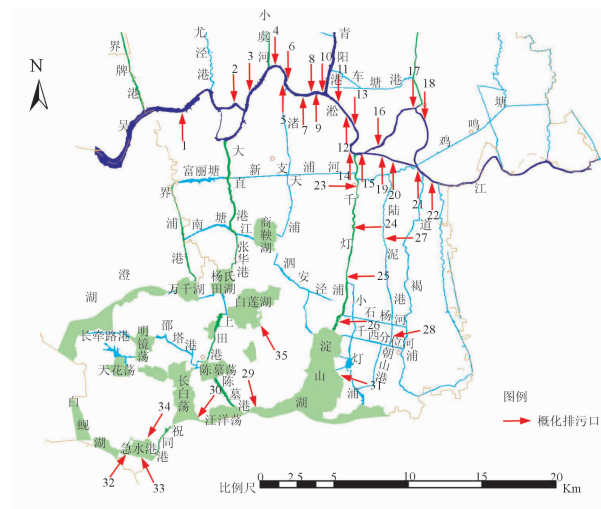 小虞河
尤泾港
青阳港
界牌港
吴
淞
江
N
4
6
3
2
8
10
11
5
7
9
13
1
12
14
15
16
17
18
19
20
21
22
车塘港
鸡鸣塘
渚天浦
大直港
富丽塘
新支浦河
界浦港
南塘江
商鞅湖
张华港
23
千灯浦
24
陆泥港
27
道褐浦
25
澄湖
万千湖
杨氏田湖
白莲湖
泗安泾
小千灯浦
石杨河
26
西分位河
28
朝山港
长牵路港
明镜荡
邵塔港
上田港
35
天花荡
长白荡
陈墓荡
陈墓港
29
淀山湖
31
30
汪洋荡
白蚬湖
34
急水港
祝同港
32
33
图例
概化排污口
比例尺
0 2.5 5 10 15 20
Km